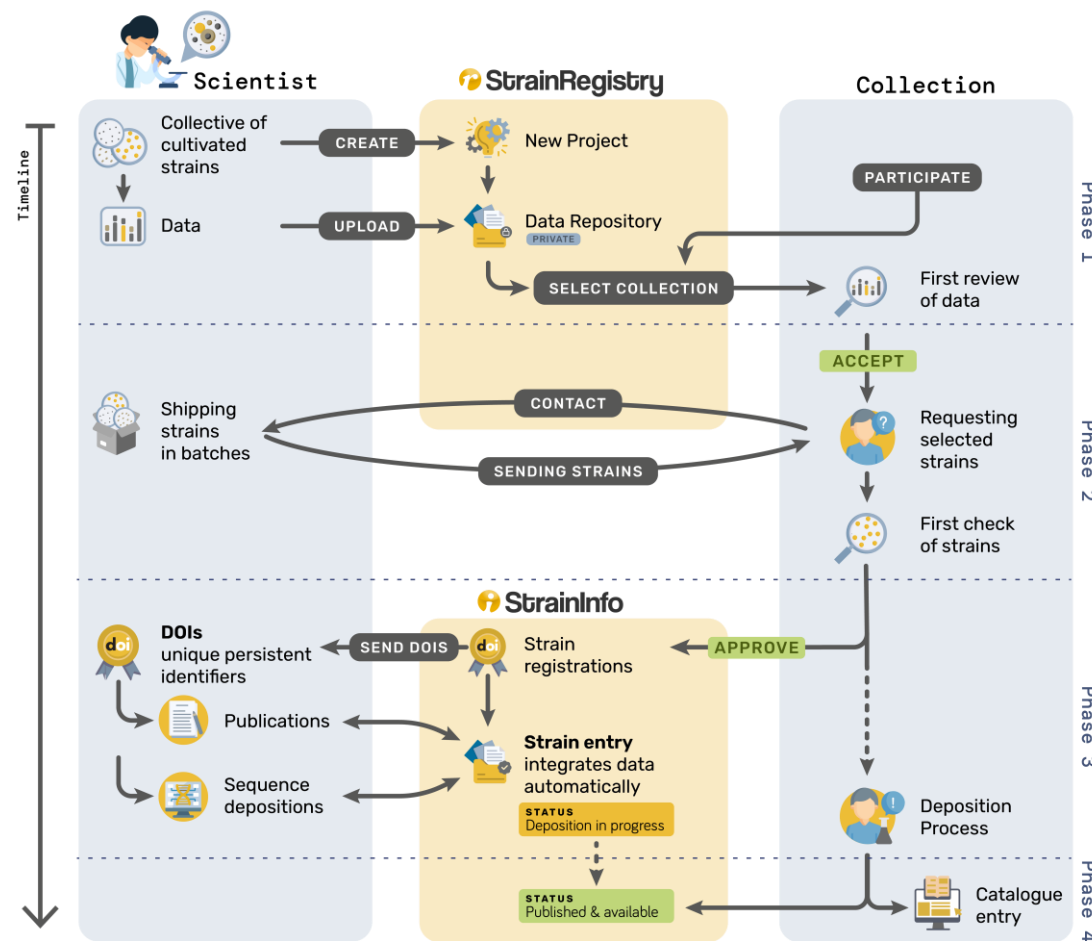 Scientist
StrainRegistry
Collection
Timeline
Collective of
cultivated
strains
CREATE
New Project
PARTICIPATE
Phase 1
Data
UPLOAD
Data Repository
PRIVATE
SELECT COLLECTION
First review
of data
ACCEPT
Shipping
strains
in batches
CONTACT
SENDING STRAINS
?
Requesting
selected
strains
Phase 2
First check
of strains
StrainInfo
DOIs
unique persistent
identifiers
doi
SEND DOIS
doi
Strain
registrations
APPROVE
Publications
Strain entry
integrates data
automatically
Phase 3
Sequence
depositions
STATUS
Deposition in progress
!
Deposition
Process
STATUS
Published & available
Catalogue
entry
Phase 4